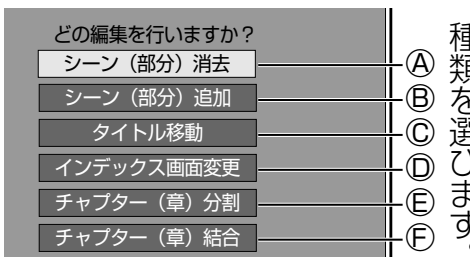 どの編集を行いますか？
シーン（部分）消去 Ⓐ
シーン（部分）追加 Ⓑ
タイトル移動 Ⓒ
インデックス画面変更 Ⓓ
チャプター（章）分割 Ⓔ
チャプター（章）結合 Ⓕ
種類を選びます